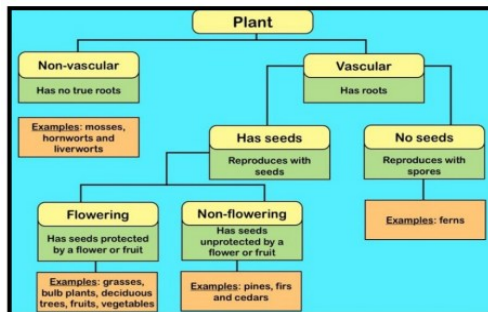 Plant
Non-vascular
Has no true roots
Examples: mosses,
hornworts and
liverworts
Vascular
Has roots
Has seeds
Reproduces with
seeds
No seeds
Reproduces with
spores
Examples: ferns
Flowering
Has seeds protected
by a flower or fruit
Examples: grasses,
bulb plants, deciduous
trees, fruits, vegetables
Non-flowering
Has seeds
unprotected by a
flower or fruit
Examples: pines, firs
and cedars